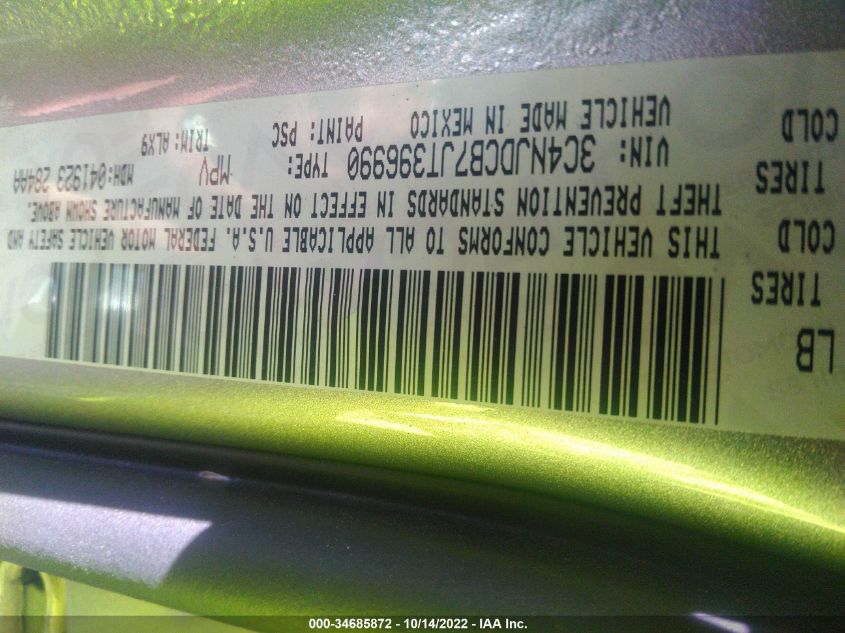 LB
TIRES
COLD
TIRES
COLD
THIS VEHICLE CONFORMS TO ALL APPLICABLE U.S.A. FEDERAL MOTOR VEHICLE SAFETY AND
THEFT PREVENTION STANDARDS IN EFFECT ON THE DATE OF MANUFACTURE SHOWN ABOVE.
VIN: 3C4NJDCB7JT396990 TYPE: MPV MDH:041923 284AA
VEHICLE MADE IN MEXICO PAINT: PSC TRIM: ALX9
000-34685872 - 10/14/2022 - IAA Inc.